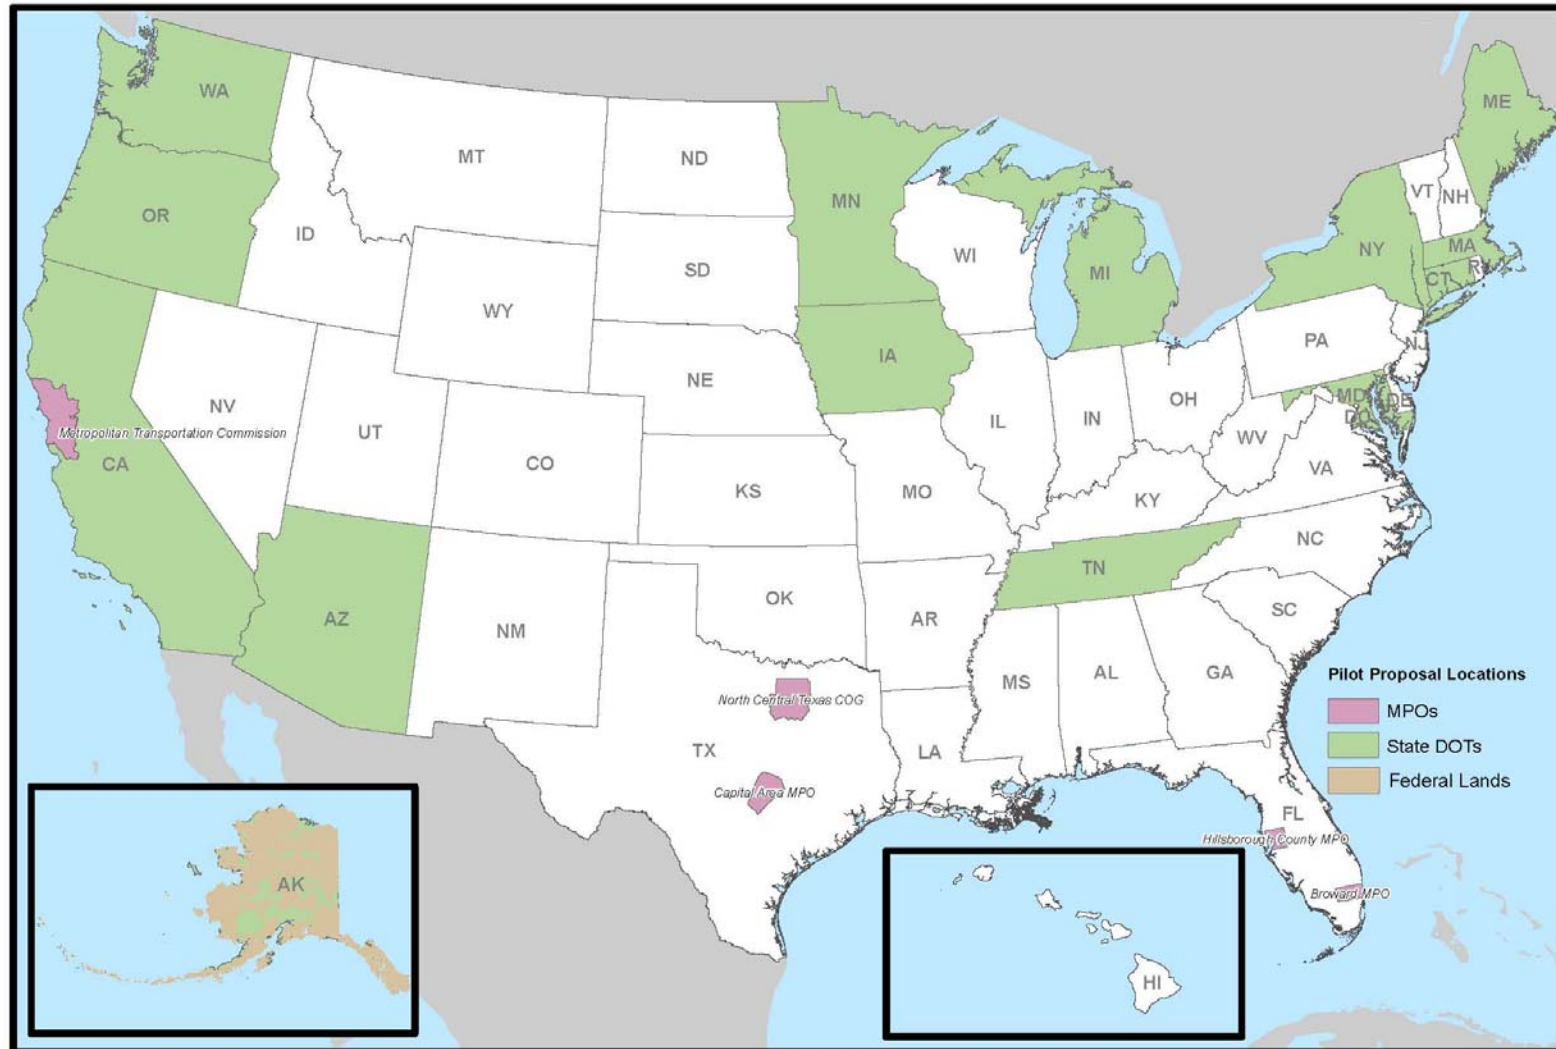 WA
ME
MT
ND
VT
NH
MN
OR
ID
NY
MA
WI
SD
MI
CT
WY
PA
NJ
IA
NE
OH
MD
DE
NV
IL
IN
DC
Metropolitan Transportation Commission
UT
WV
CA
CO
VA
KS
MO
KY
NC
TN
OK
SC
AZ
AR
NM
GA
AL
MS
Pilot Proposal Locations
North Central Texas COG
MPOs
TX
LA
State DOTs
Federal Lands
Capital Area MPO
FL
Hillsborough County MPO
AK
Broward MPO
HI